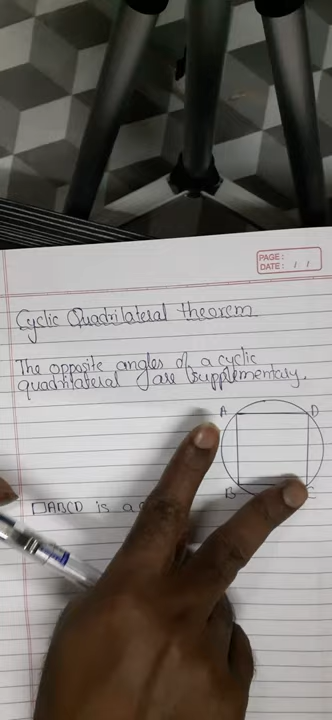 PAGE :
DATE : / /
Cyclic Quadrilateral theorem
The opposite angles of a cyclic
quadrilateral are supplementary.
A D
B C
□ABCD is a